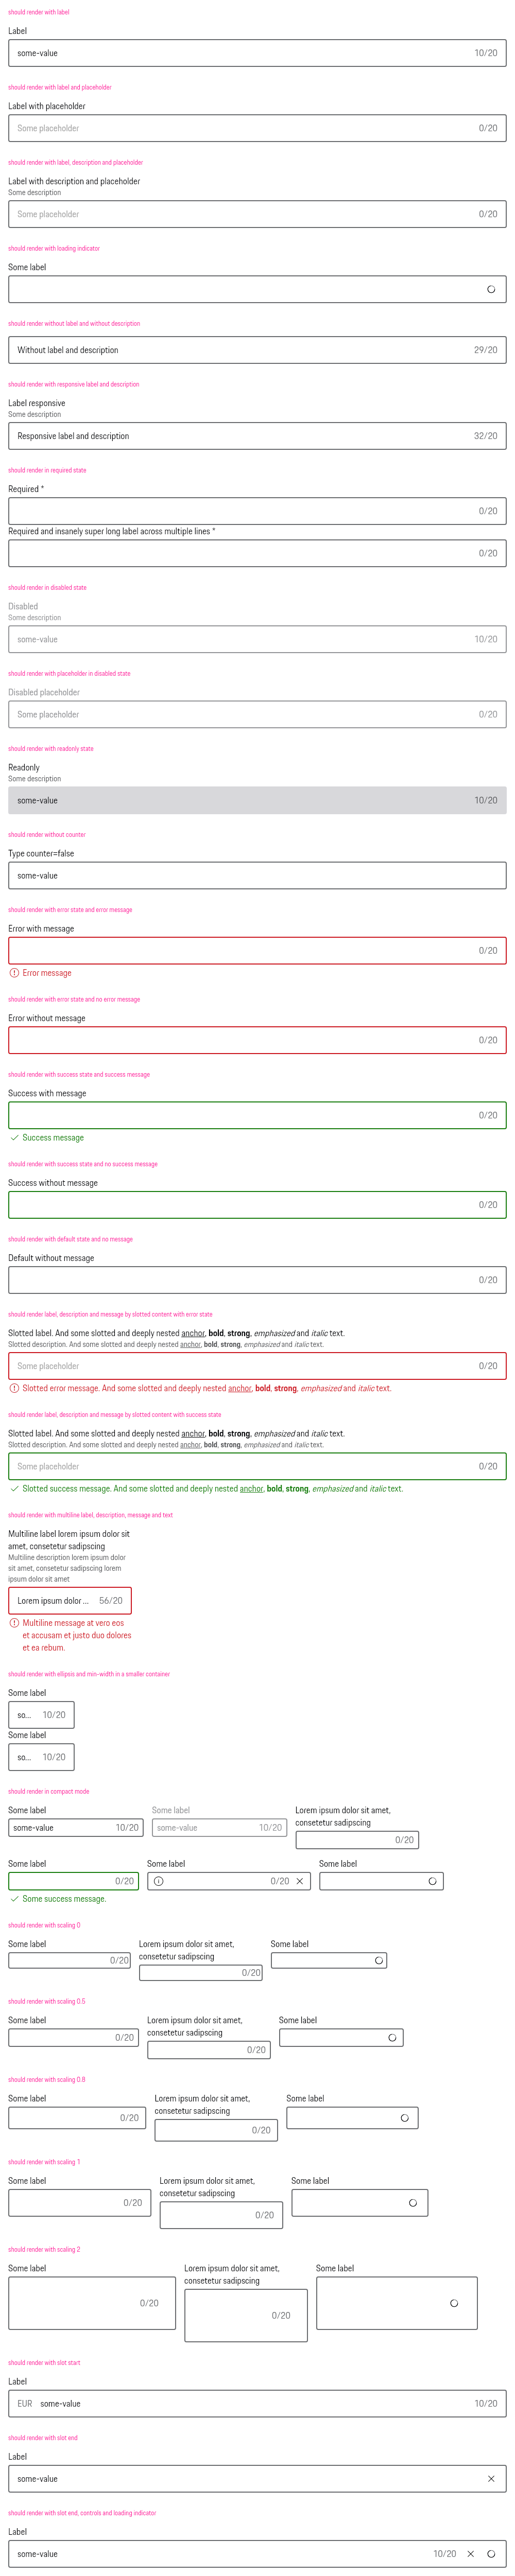 should render with label
Label
some-value 10/20
should render with label and placeholder
Label with placeholder
Some placeholder 0/20
should render with label, description and placeholder
Label with description and placeholder
Some description
Some placeholder 0/20
should render with loading indicator
Some label
should render without label and without description
Without label and description 29/20
should render with responsive label and description
Label responsive
Some description
Responsive label and description 32/20
should render in required state
Required *
0/20
Required and insanely super long label across multiple lines *
0/20
should render in disabled state
Disabled
Some description
some-value 10/20
should render with placeholder in disabled state
Disabled placeholder
Some placeholder 0/20
should render with readonly state
Readonly
Some description
some-value 10/20
should render without counter
Type counter=false
some-value
should render with error state and error message
Error with message
0/20
Error message
should render with error state and no error message
Error without message
0/20
should render with success state and success message
Success with message
0/20
Success message
should render with success state and no success message
Success without message
0/20
should render with default state and no message
Default without message
0/20
should render label, description and message by slotted content with error state
Slotted label. And some slotted and deeply nested anchor, bold, strong, emphasized and italic text.
Slotted description. And some slotted and deeply nested anchor, bold, strong, emphasized and italic text.
Some placeholder 0/20
Slotted error message. And some slotted and deeply nested anchor, bold, strong, emphasized and italic text.
should render label, description and message by slotted content with success state
Slotted label. And some slotted and deeply nested anchor, bold, strong, emphasized and italic text.
Slotted description. And some slotted and deeply nested anchor, bold, strong, emphasized and italic text.
Some placeholder 0/20
Slotted success message. And some slotted and deeply nested anchor, bold, strong, emphasized and italic text.
should render with multiline label, description, message and text
Multiline label lorem ipsum dolor sit
amet, consetetur sadipscing
Multiline description lorem ipsum dolor
sit amet, consetetur sadipscing lorem
ipsum dolor sit amet
Lorem ipsum dolor ... 56/20
Multiline message at vero eos
et accusam et justo duo dolores
et ea rebum.
should render with ellipsis and min-width in a smaller container
Some label
so... 10/20
Some label
so... 10/20
should render in compact mode
Some label Some label Lorem ipsum dolor sit amet,
consetetur sadipscing
some-value 10/20 some-value 10/20 0/20
Some label Some label Some label
0/20 0/20
Some success message.
should render with scaling 0
Some label Lorem ipsum dolor sit amet, Some label
consetetur sadipscing
0/20 0/20
should render with scaling 0.5
Some label Lorem ipsum dolor sit amet, Some label
consetetur sadipscing
0/20 0/20
should render with scaling 0.8
Some label Lorem ipsum dolor sit amet, Some label
consetetur sadipscing
0/20 0/20
should render with scaling 1
Some label Lorem ipsum dolor sit amet, Some label
consetetur sadipscing
0/20 0/20
should render with scaling 2
Some label Lorem ipsum dolor sit amet, Some label
consetetur sadipscing
0/20 0/20
should render with slot start
Label
EUR some-value 10/20
should render with slot end
Label
some-value
should render with slot end, controls and loading indicator
Label
some-value 10/20